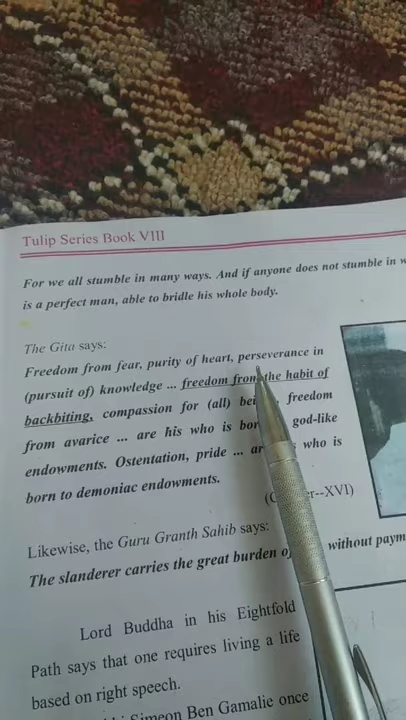 Tulip Series Book VIII
For we all stumble in many ways. And if anyone does not stumble in
is a perfect man, able to bridle his whole body.
The Gita says:
Freedom from fear, purity of heart, perseverance in
(pursuit of) knowledge ... freedom from the habit of
backbiting, compassion for (all) freedom
from avarice ... are his who is god-like
endowments. Ostentation, pride ... who is
born to demoniac endowments.
XVI)
Likewise, the Guru Granth Sahib says:
The slanderer carries the great burden without
Lord Buddha in his Eightfold
Path says that one requires living a life
based on right speech.
Simeon Ben Gamalie once